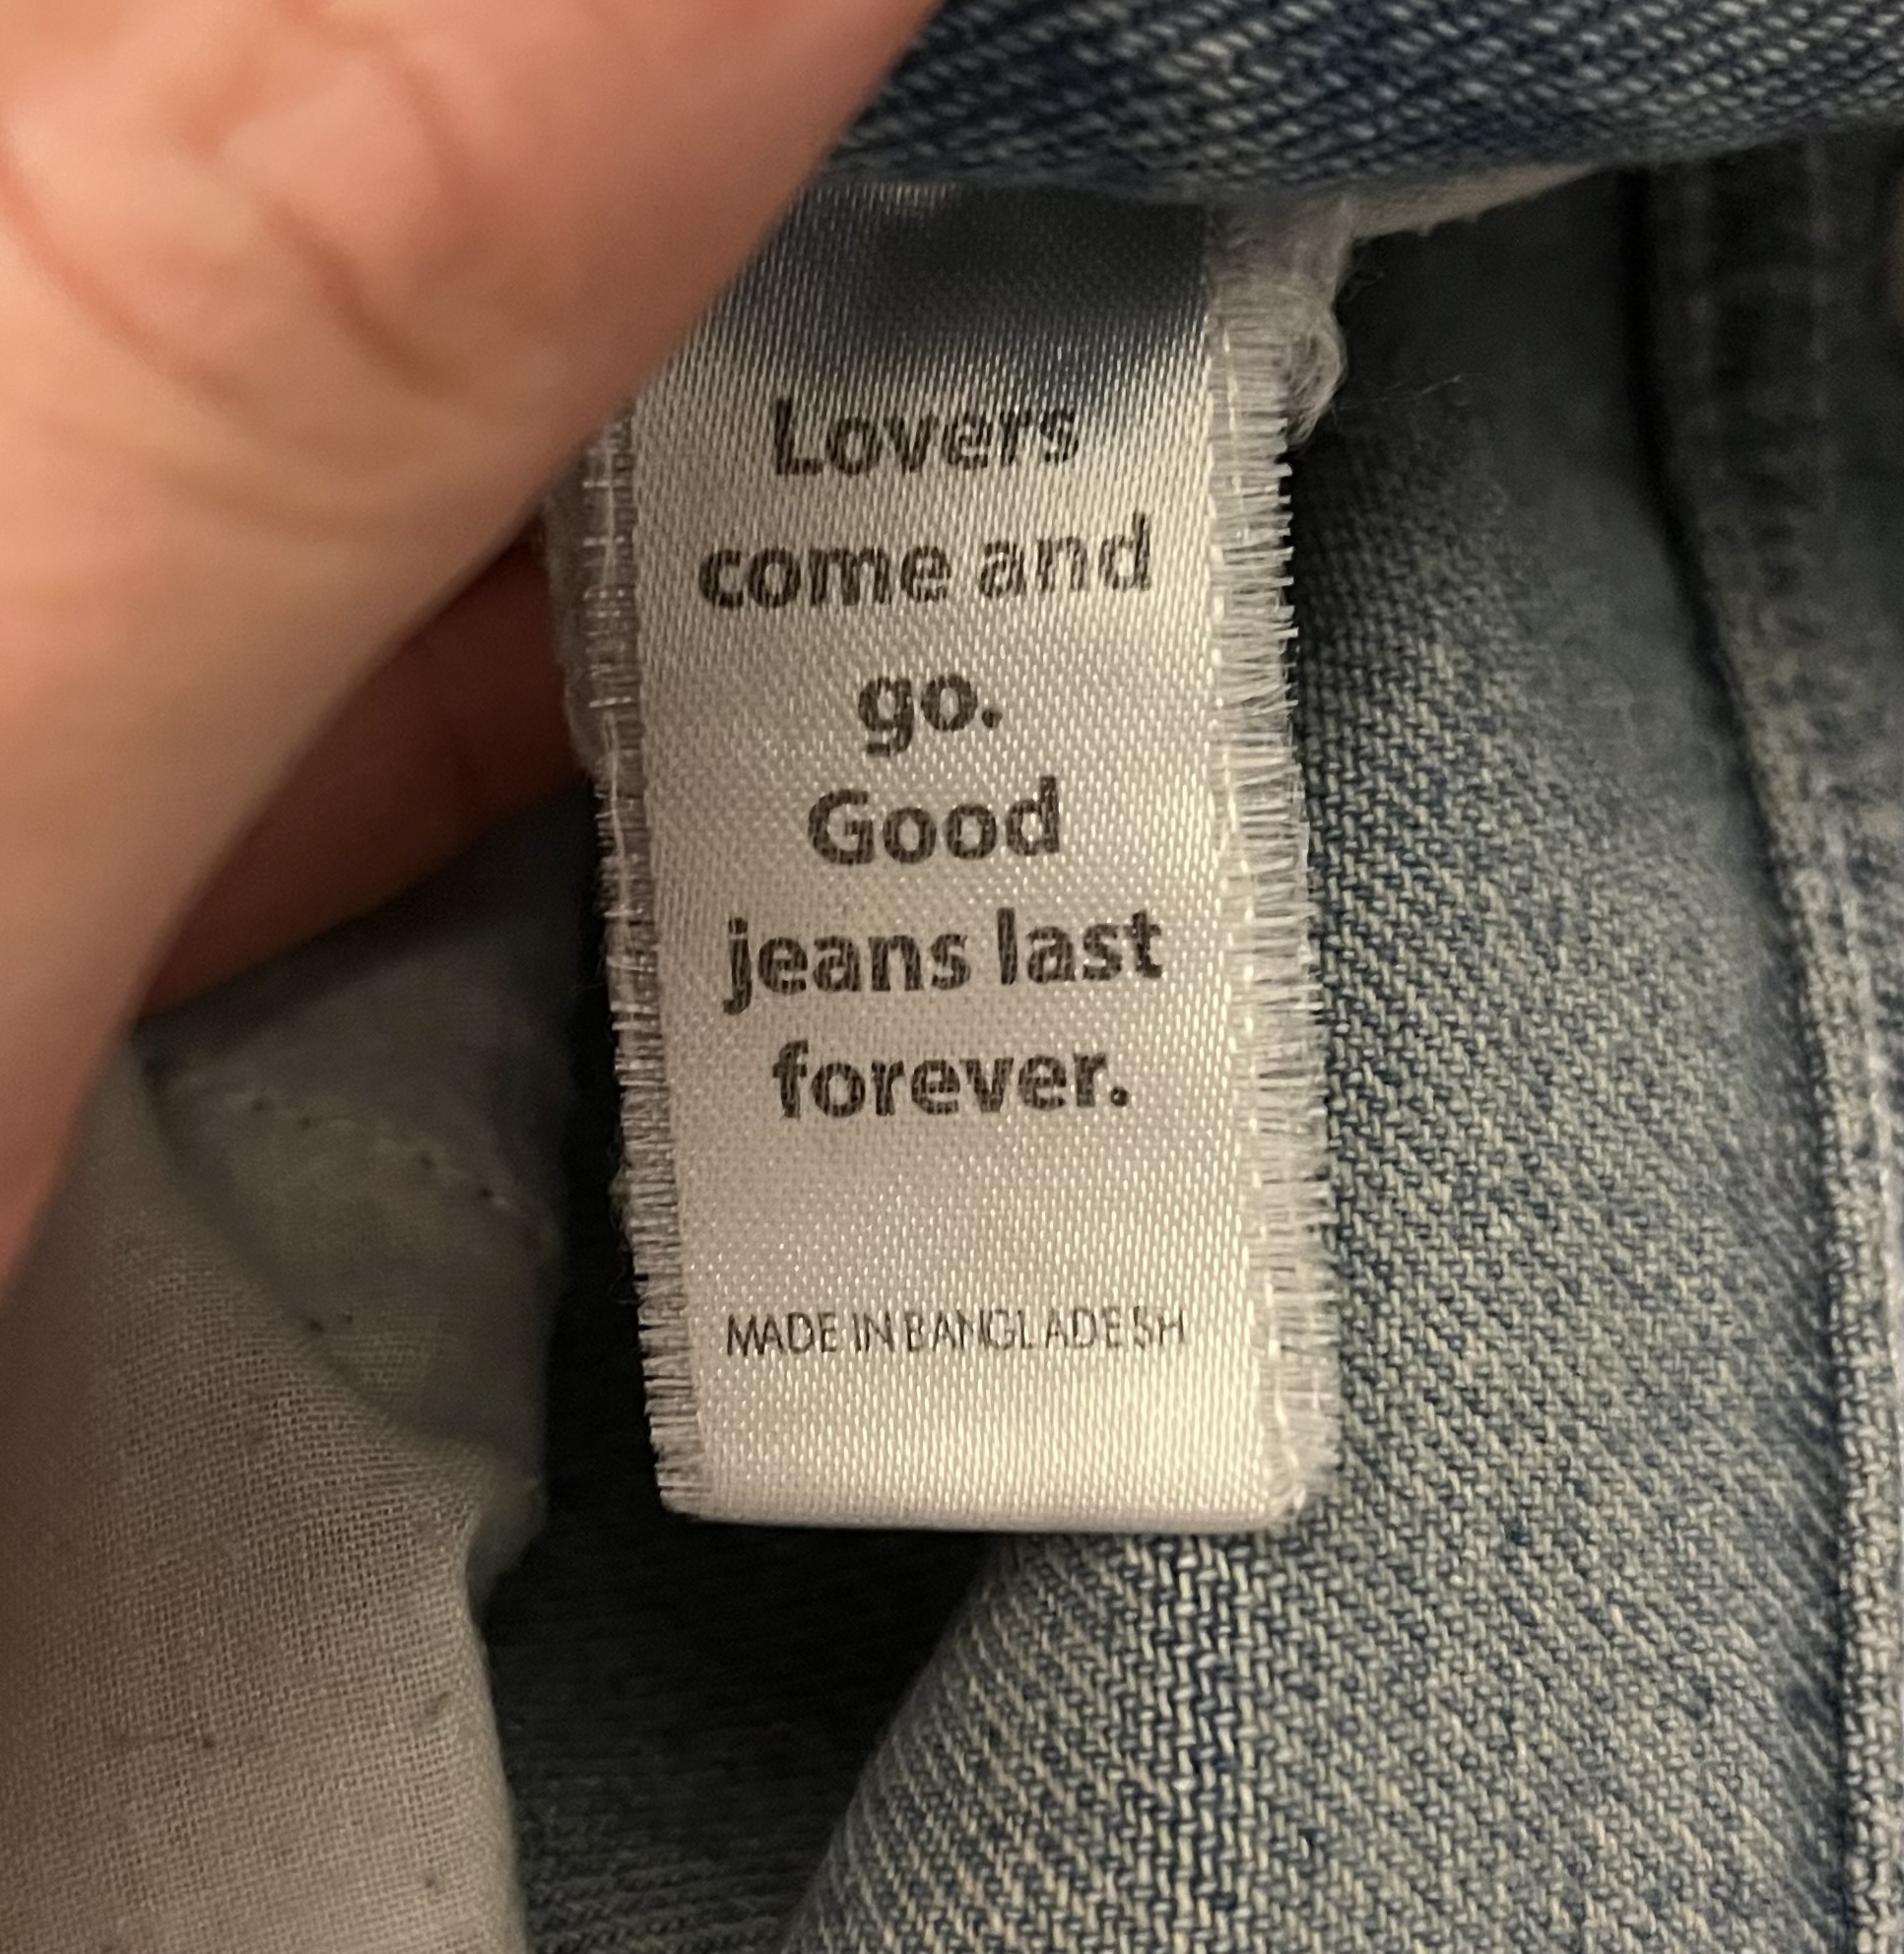 Lovers
come and
go.
Good
jeans last
forever.
MADE IN BANGLADESH